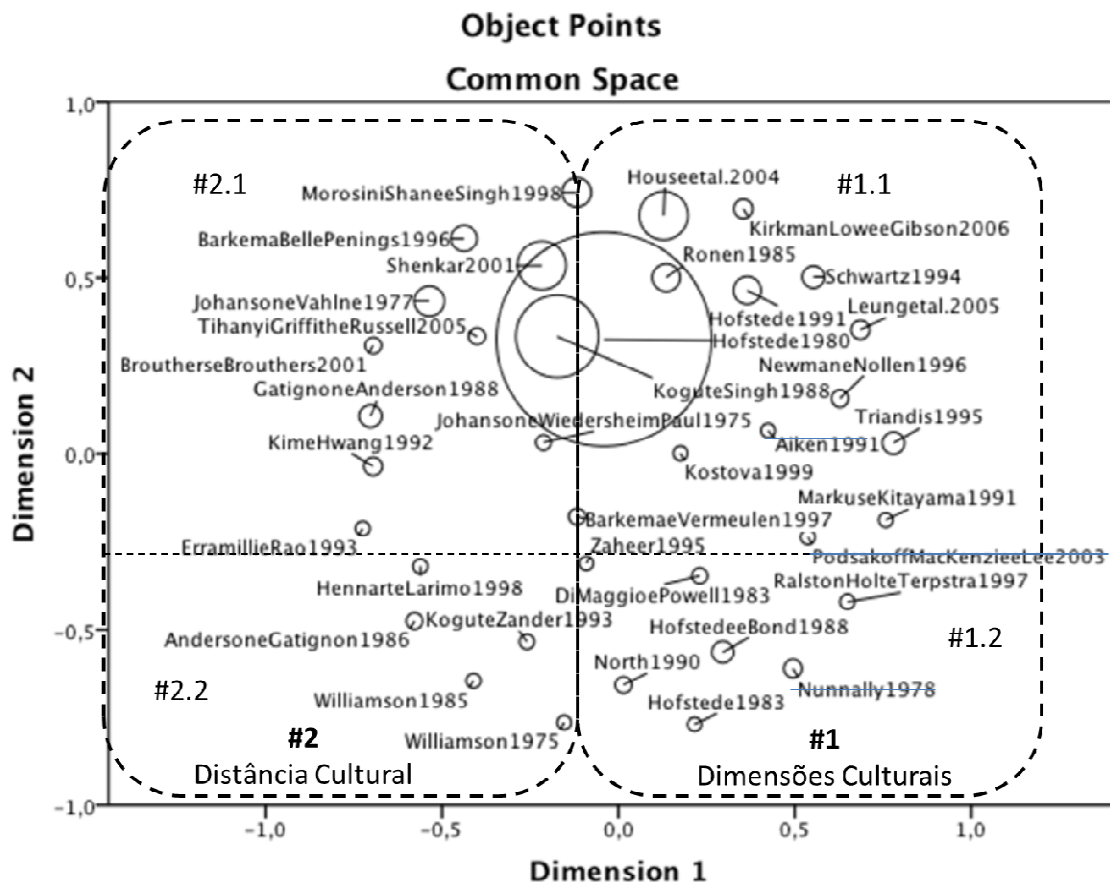 Object Points
Common Space
1,0
#2.1
#1.1
Houseetal.2004
MorosiniShaneeSingh1998
KirkmanLoweeGibson2006
BarkemaBellePenings1996
Ronen1985
Shenkar2001
Schwartz1994
0,5
JohansoneVahlne1977
Hofstede1991
Leungetal.2005
TihanyiGriffitheRussell2005
Hofstede1980
BroutherseBrouthers2001
NewmaneNollen1996
GatignoneAnderson1988
KoguteSingh1988
JohansoneWiedersheimPaul1975
Triandis1995
KimeHwang1992
Aiken1991
0,0
Kostova1999
MarkuseKitayama1991
BarkemaeVermeulen1997
ErramillieRao1993
Zaheer1995
PodsakoffMacKenzieeLee2003
HennarteLarimo1998
DiMaggioePowell1983
RalstonHolteTerpstra1997
AndersoneGatignon1986
KoguteZander1993
HofstedeeBond1988
-0,5
#1.2
North1990
#2.2
Williamson1985
Nunnally1978
Hofstede1983
Williamson1975
#2
#1
Distância Cultural
Dimensões Culturais
-1,0
-1,0
-0,5
0,0
0,5
1,0
Dimension 1
Dimension 2